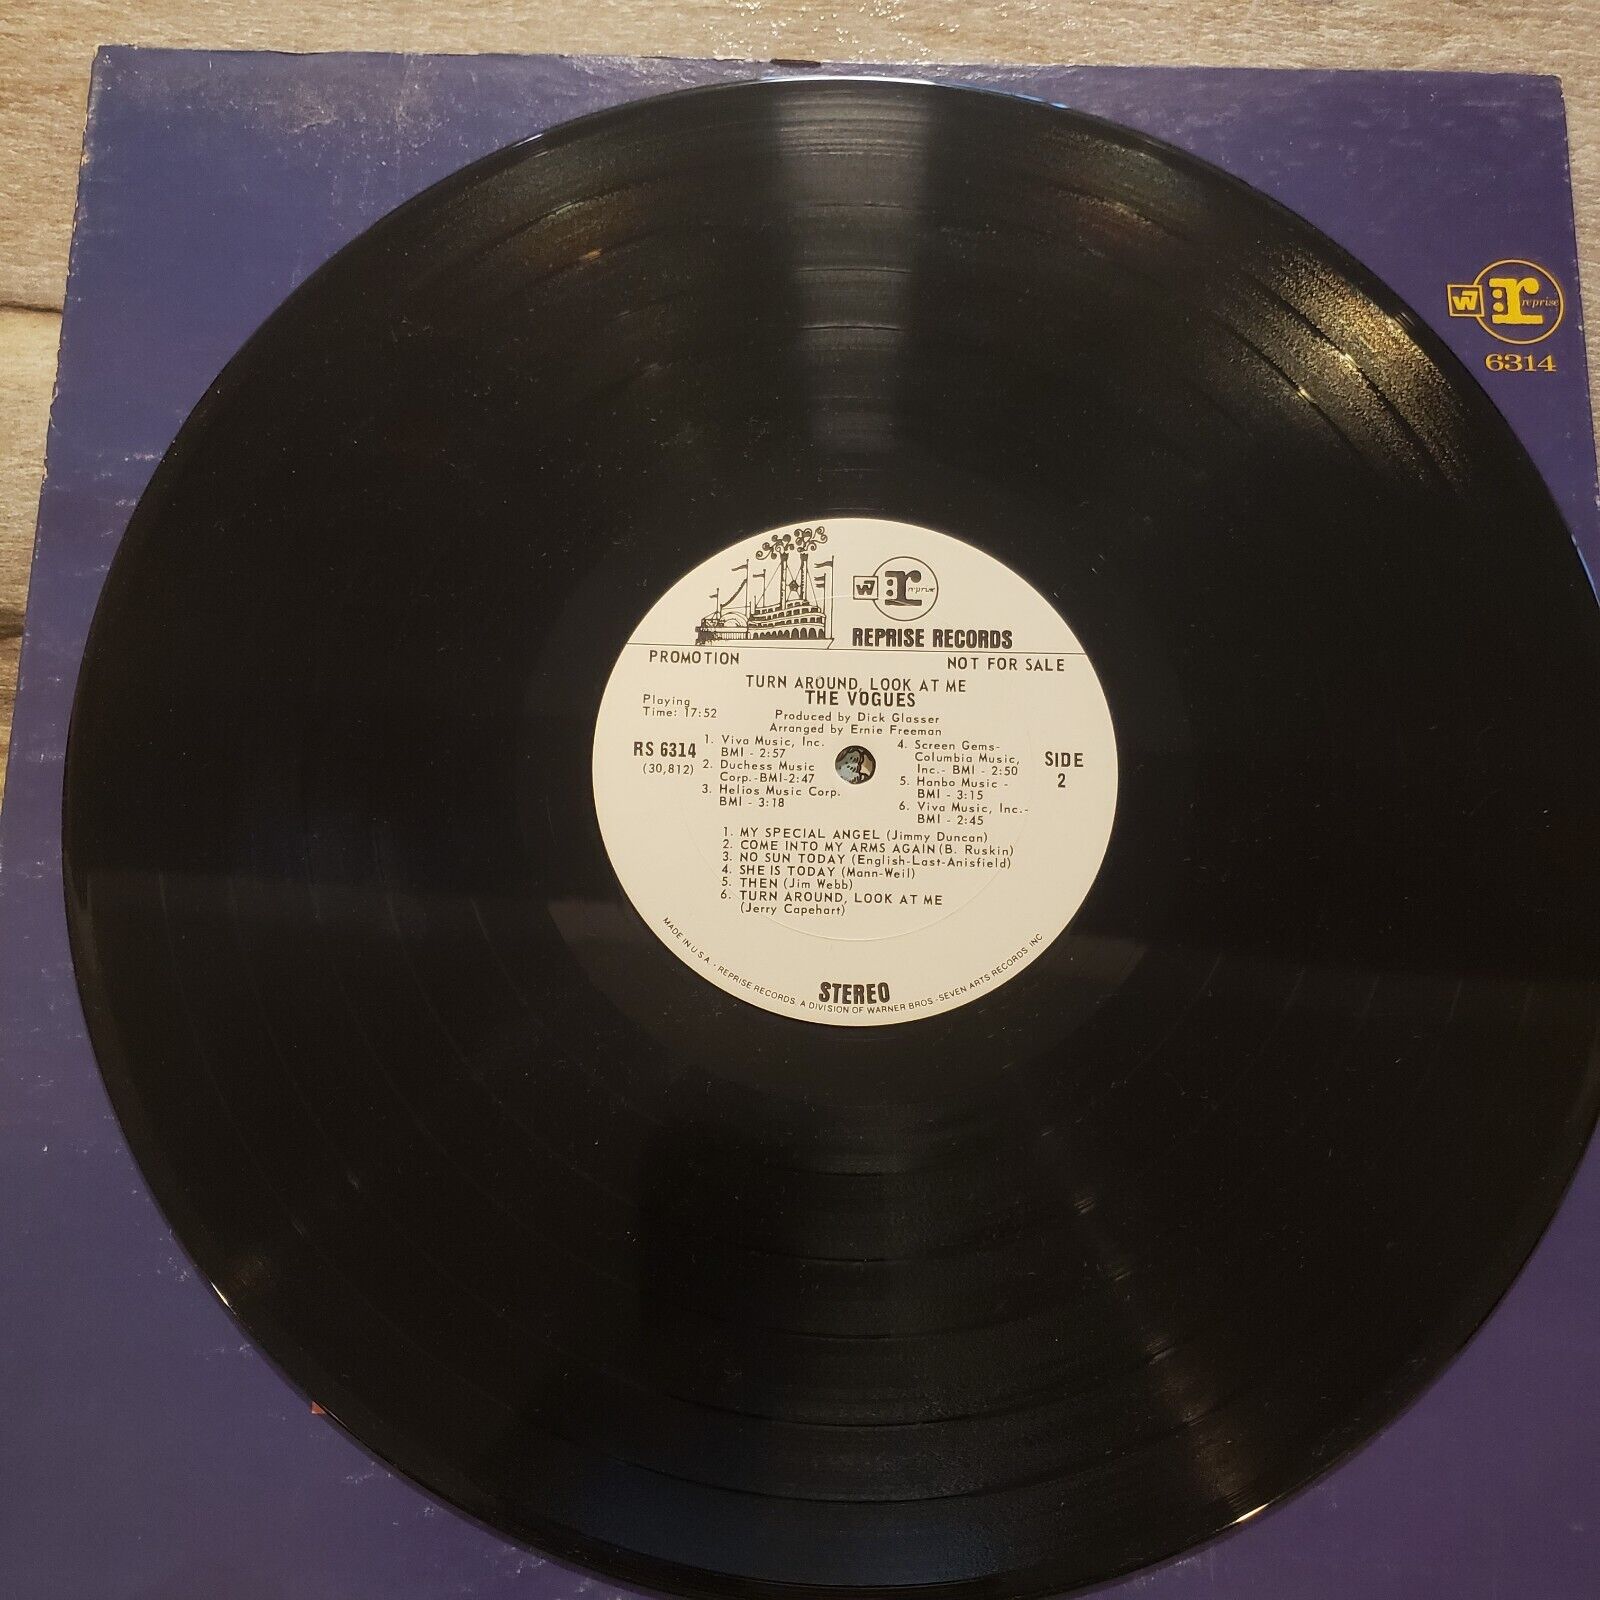 W7 r: reprise
6314
W7 r: reprise
REPRISE RECORDS
PROMOTION NOT FOR SALE
TURN AROUND, LOOK AT ME
THE VOGUES
Playing
Time: 17:52
Produced by Dick Glasser
Arranged by Ernie Freeman
RS 6314
(30,812)
1. Viva Music, Inc.
BMI - 2:57
2. Duchess Music
Corp.-BMI-2:47
3. Helios Music Corp.
BMI - 3:18
4. Screen Gems-
Columbia Music,
Inc.- BMI - 2:50
5. Hanbo Music -
BMI - 3:15
6. Viva Music, Inc.-
BMI - 2:45
SIDE
2
1. MY SPECIAL ANGEL (Jimmy Duncan)
2. COME INTO MY ARMS AGAIN (B. Ruskin)
3. NO SUN TODAY (English-Last-Anisfield)
4. SHE IS TODAY (Mann-Weil)
5. THEN (Jim Webb)
6. TURN AROUND, LOOK AT ME
(Jerry Capehart)
STEREO
MADE IN U.S.A. · REPRISE RECORDS, A DIVISION OF WARNER BROS.-SEVEN ARTS RECORDS, INC